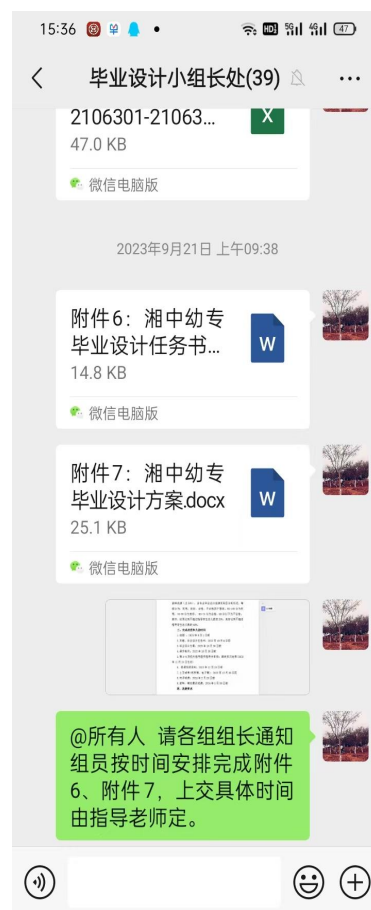 15:36 HD 5G 4G 47
毕业设计小组长处(39)
2106301-21063...
47.0 KB
X
微信电脑版
2023年9月21日 上午09:38
附件6：湘中幼专
毕业设计任务书...
W
14.8 KB
微信电脑版
附件7：湘中幼专
毕业设计方案.docx
W
25.1 KB
微信电脑版
@所有人 请各组组长通知
组员按时间安排完成附件
6、附件7，上交具体时间
由指导老师定。